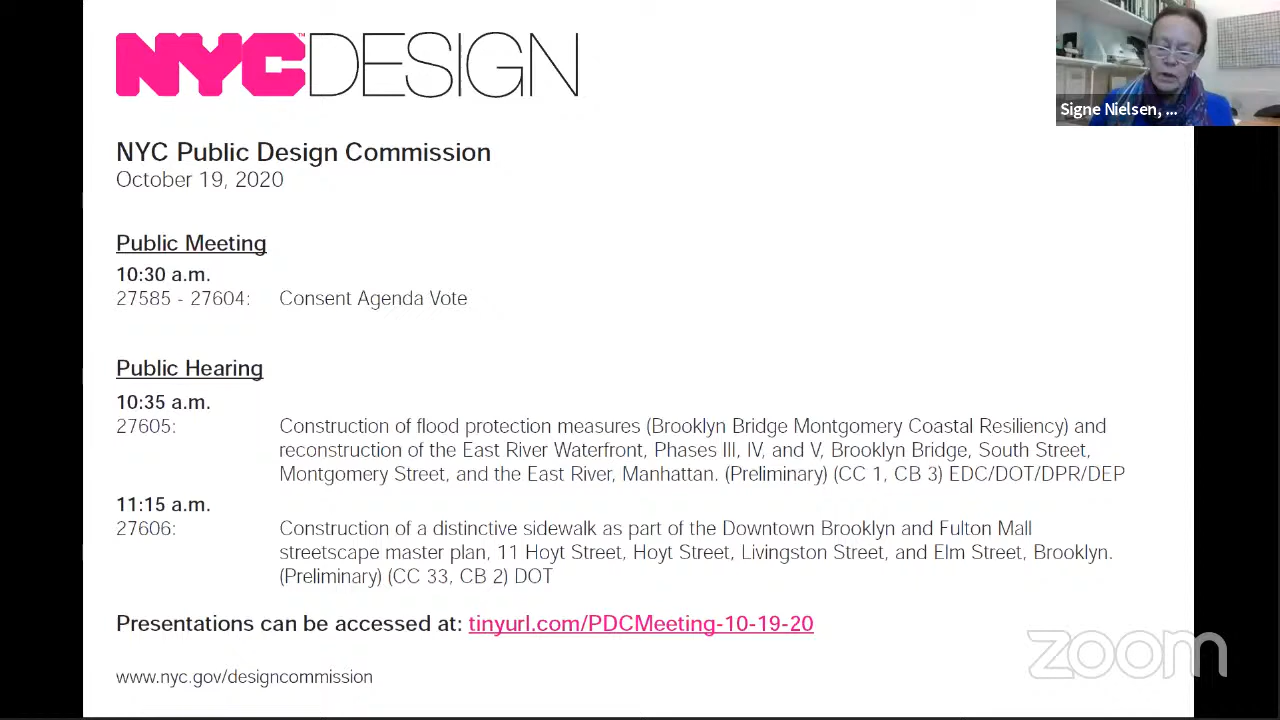 NYC™DESIGN
Signe Nielsen, ...
NYC Public Design Commission
October 19, 2020
Public Meeting
10:30 a.m.
27585 - 27604: Consent Agenda Vote
Public Hearing
10:35 a.m.
27605: Construction of flood protection measures (Brooklyn Bridge Montgomery Coastal Resiliency) and
reconstruction of the East River Waterfront, Phases III, IV, and V, Brooklyn Bridge, South Street,
Montgomery Street, and the East River, Manhattan. (Preliminary) (CC 1, CB 3) EDC/DOT/DPR/DEP
11:15 a.m.
27606: Construction of a distinctive sidewalk as part of the Downtown Brooklyn and Fulton Mall
streetscape master plan, 11 Hoyt Street, Hoyt Street, Livingston Street, and Elm Street, Brooklyn.
(Preliminary) (CC 33, CB 2) DOT
Presentations can be accessed at: tinyurl.com/PDCMeeting-10-19-20
zoom
www.nyc.gov/designcommission